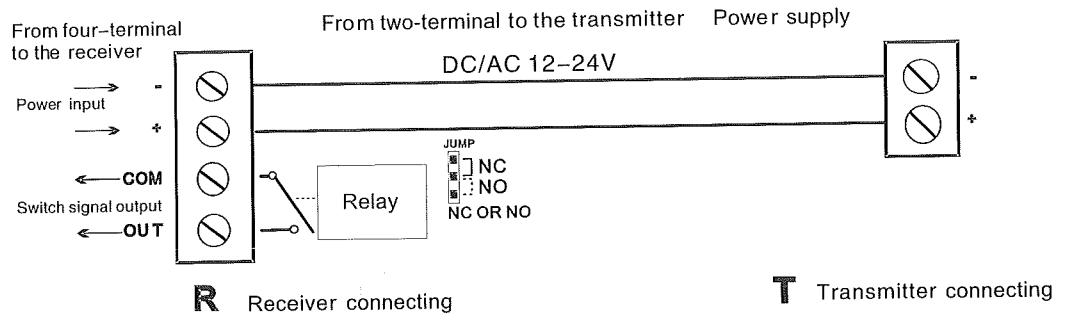 From two-terminal to the transmitter Power supply
From four-terminal
to the receiver
DC/AC 12-24V
-
Power input
+
COM
Switch signal output
OUT
Relay
JUMP
NC
NO
NC OR NO
-
+
R Receiver connecting
T Transmitter connecting